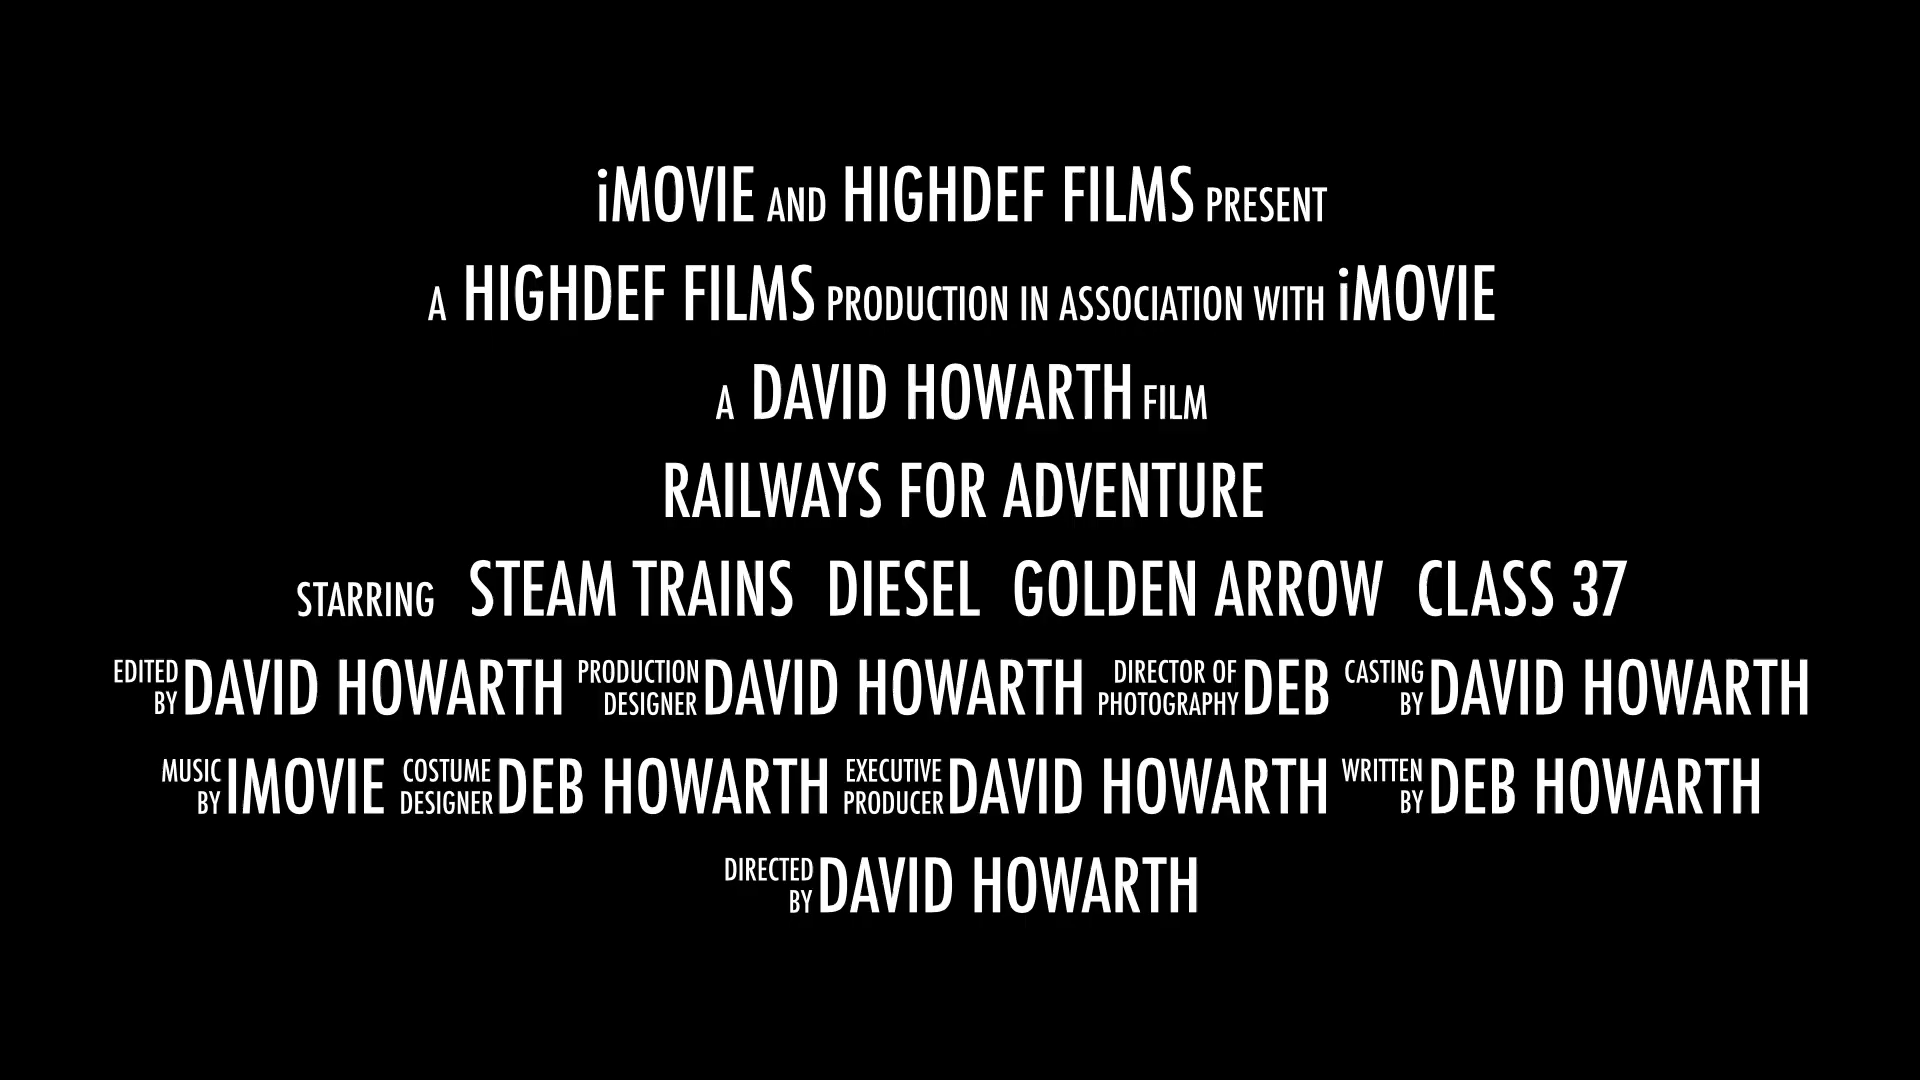 iMOVIE AND HIGHDEF FILMS PRESENT
A HIGHDEF FILMS PRODUCTION IN ASSOCIATION WITH iMOVIE
A DAVID HOWARTH FILM
RAILWAYS FOR ADVENTURE
STARRING STEAM TRAINS DIESEL GOLDEN ARROW CLASS 37
EDITED BY DAVID HOWARTH PRODUCTION DESIGNER DAVID HOWARTH DIRECTOR OF PHOTOGRAPHY DEB CASTING BY DAVID HOWARTH
MUSIC BY IMOVIE COSTUME DESIGNER DEB HOWARTH EXECUTIVE PRODUCER DAVID HOWARTH WRITTEN BY DEB HOWARTH
DIRECTED BY DAVID HOWARTH